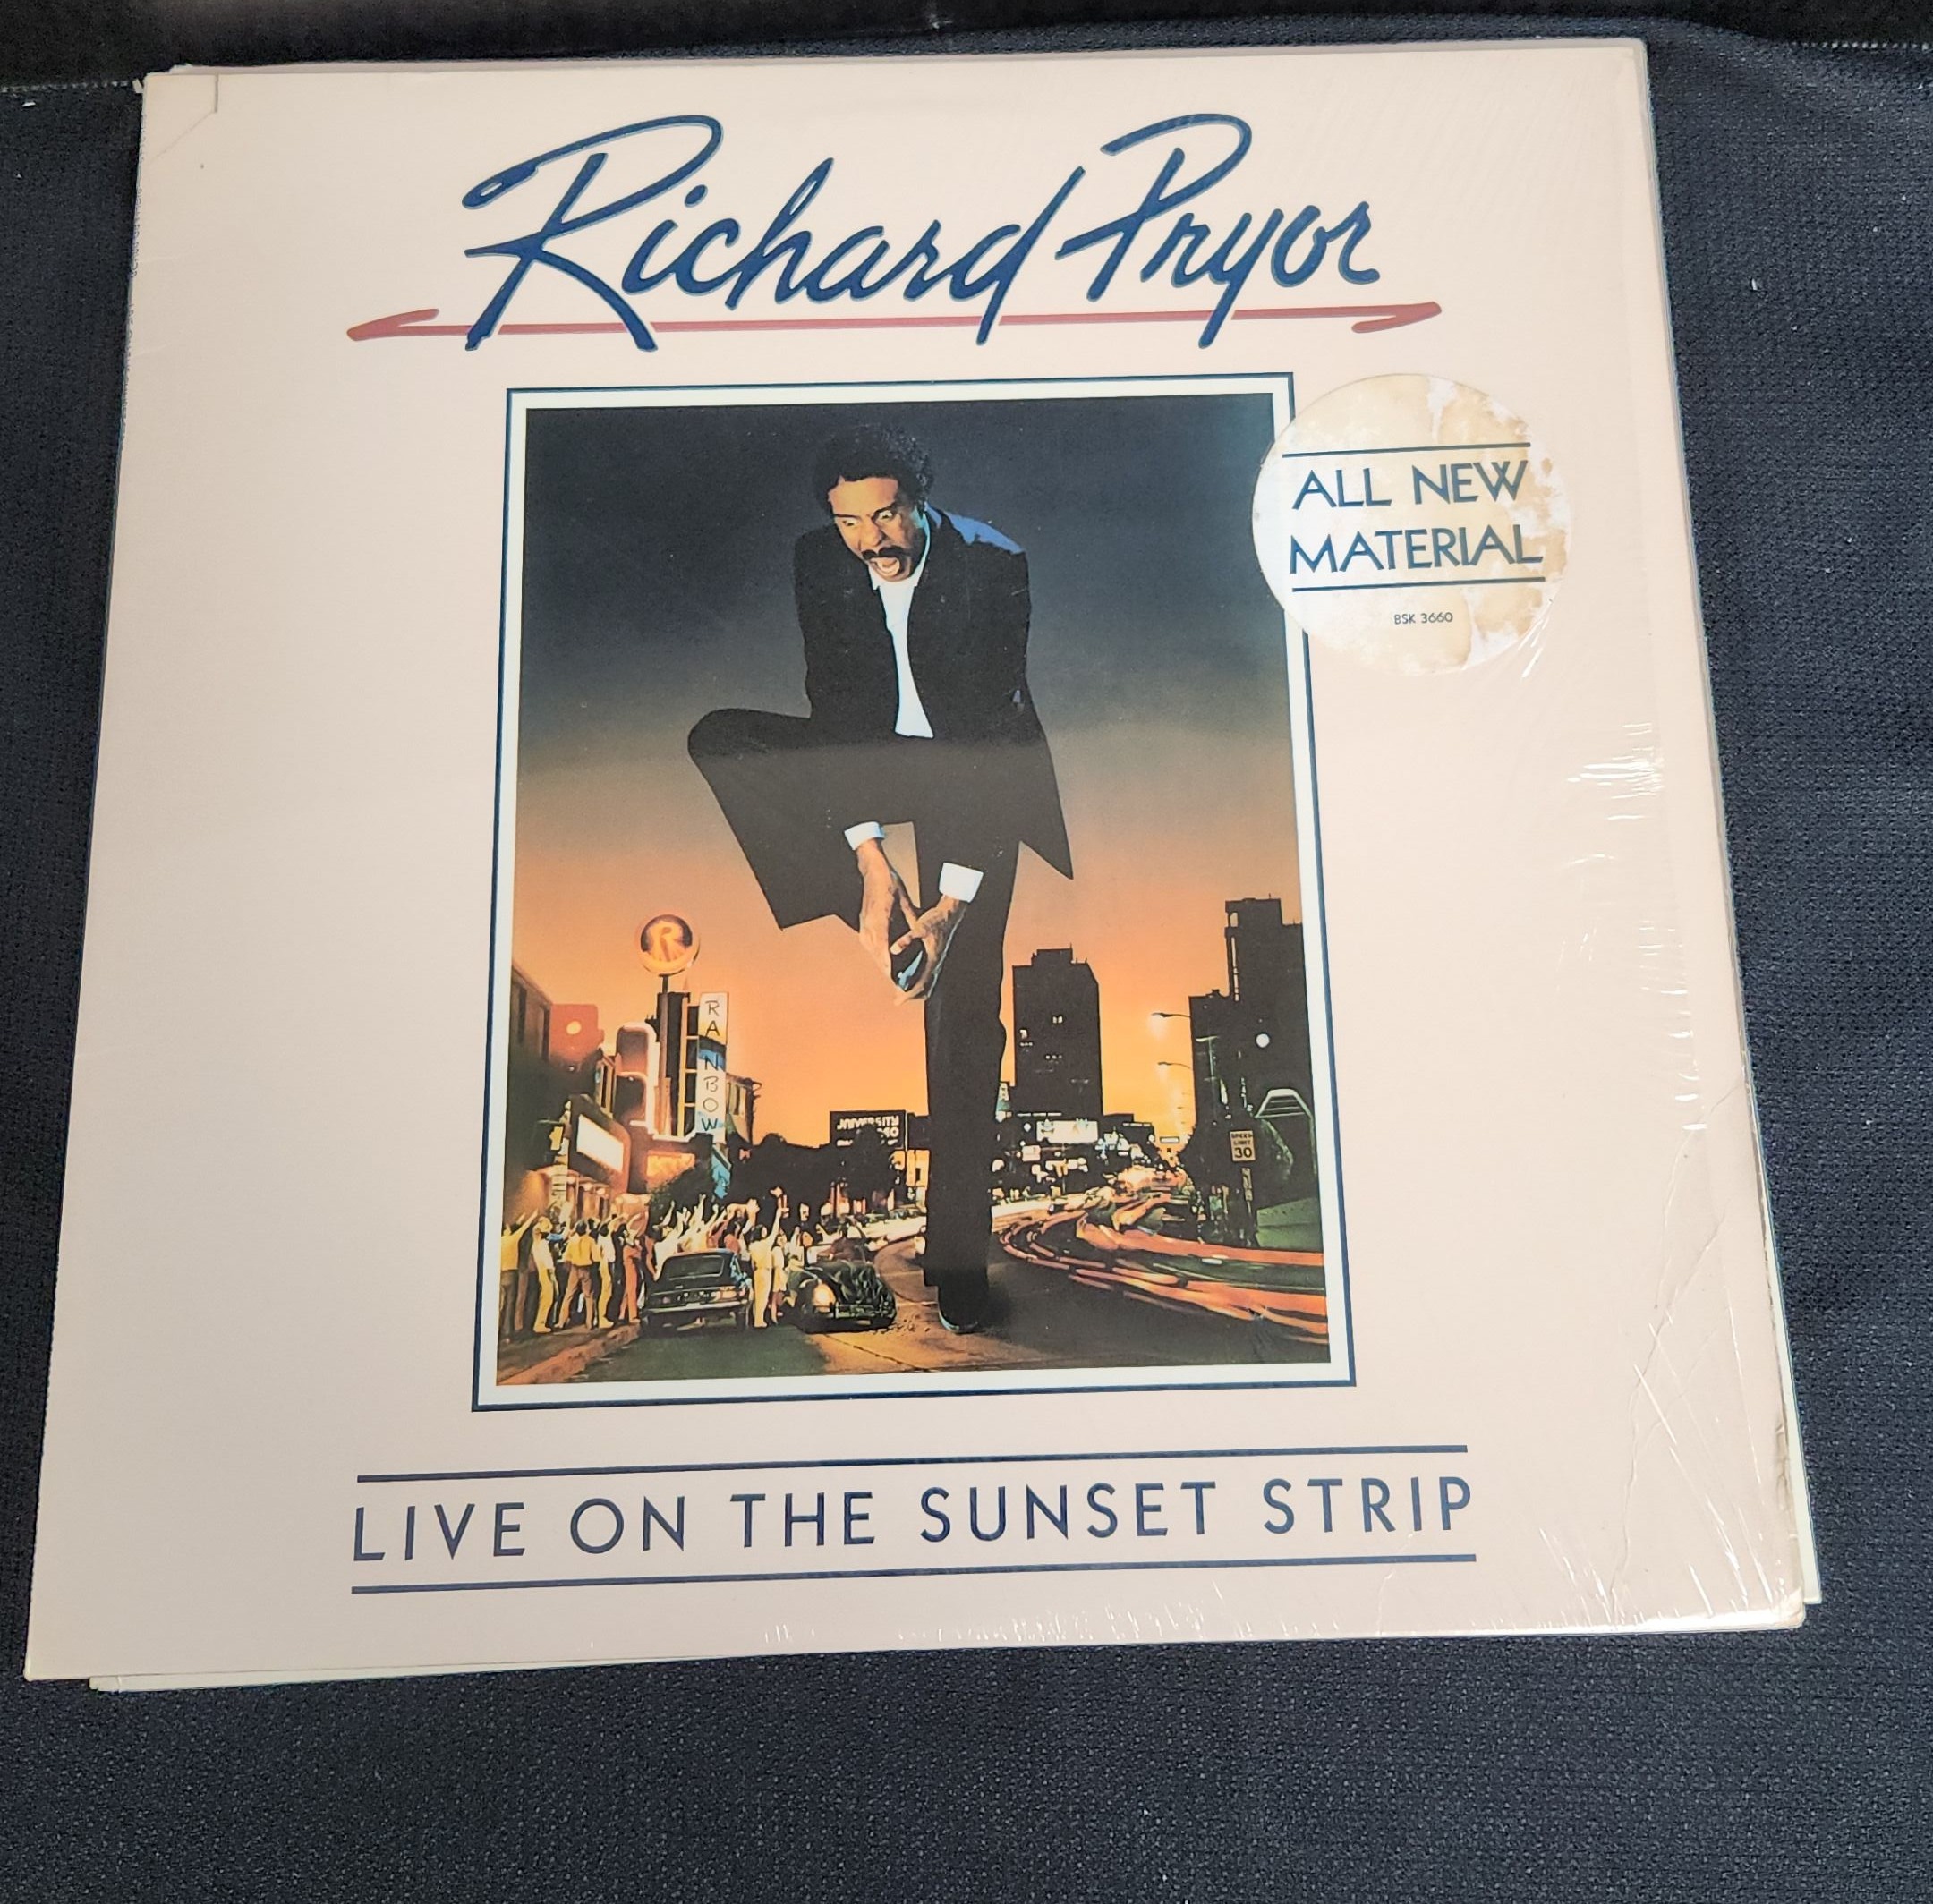 Richard Pryor
ALL NEW
MATERIAL
BSK 3660
R
RAINBOW
SPEED
LIMIT
30
LIVE ON THE SUNSET STRIP